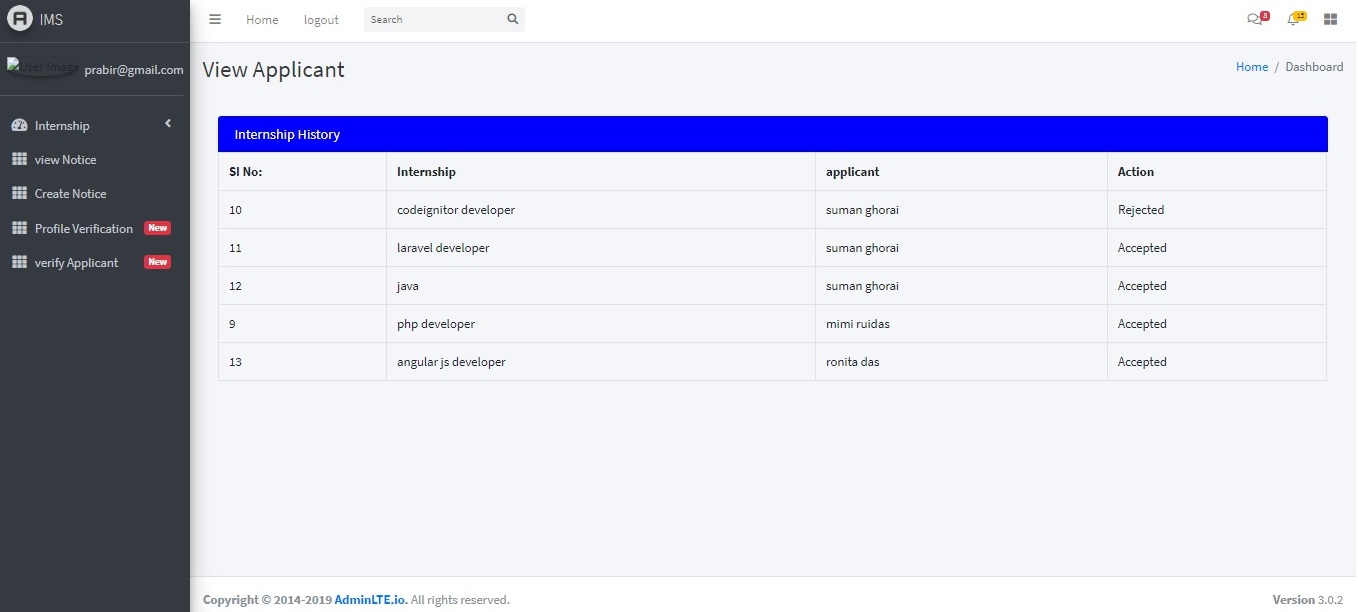 IMS
Home logout Search 8
User Image prabir@gmail.com
View Applicant
Home / Dashboard
Internship
view Notice
Create Notice
Profile Verification New
verify Applicant New
Internship History
Sl No: Internship applicant Action
10 codeignitor developer suman ghorai Rejected
11 laravel developer suman ghorai Accepted
12 java suman ghorai Accepted
9 php developer mimi ruidas Accepted
13 angular js developer ronita das Accepted
Copyright © 2014-2019 AdminLTE.io. All rights reserved. Version 3.0.2